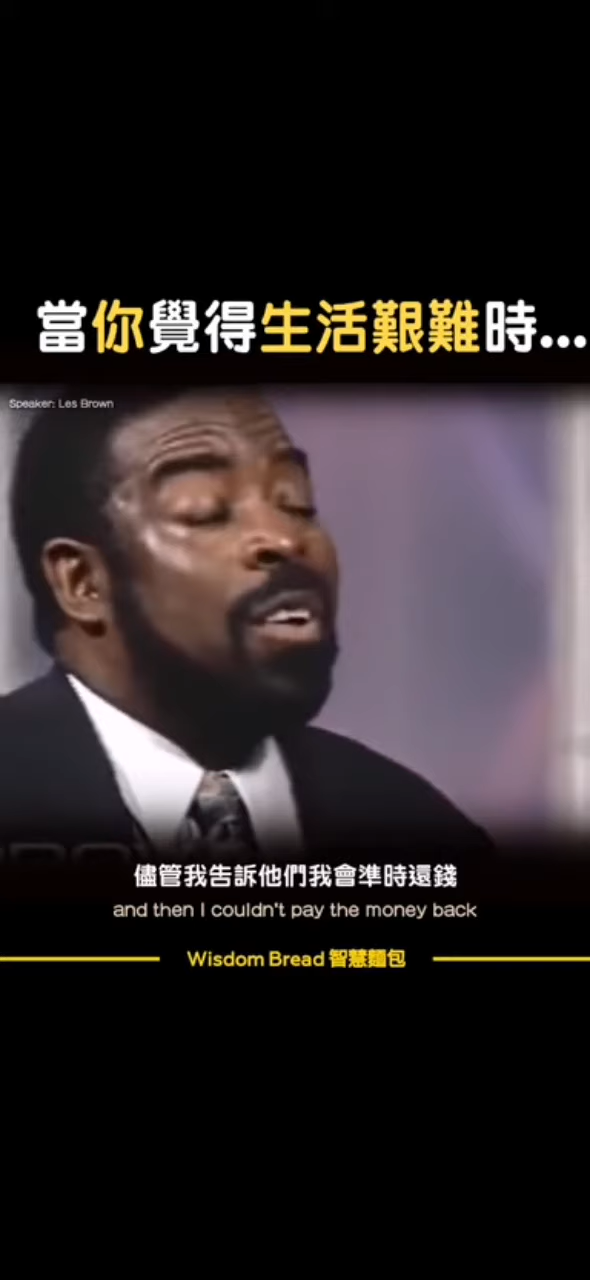 當你覺得生活艱難時...
Speaker: Les Brown
儘管我告訴他們我會準時還錢
and then I couldn't pay the money back
Wisdom Bread 智慧麵包